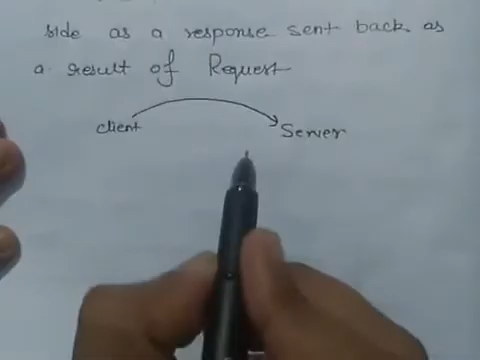 side as a response sent back as
a result of Request
client
Server